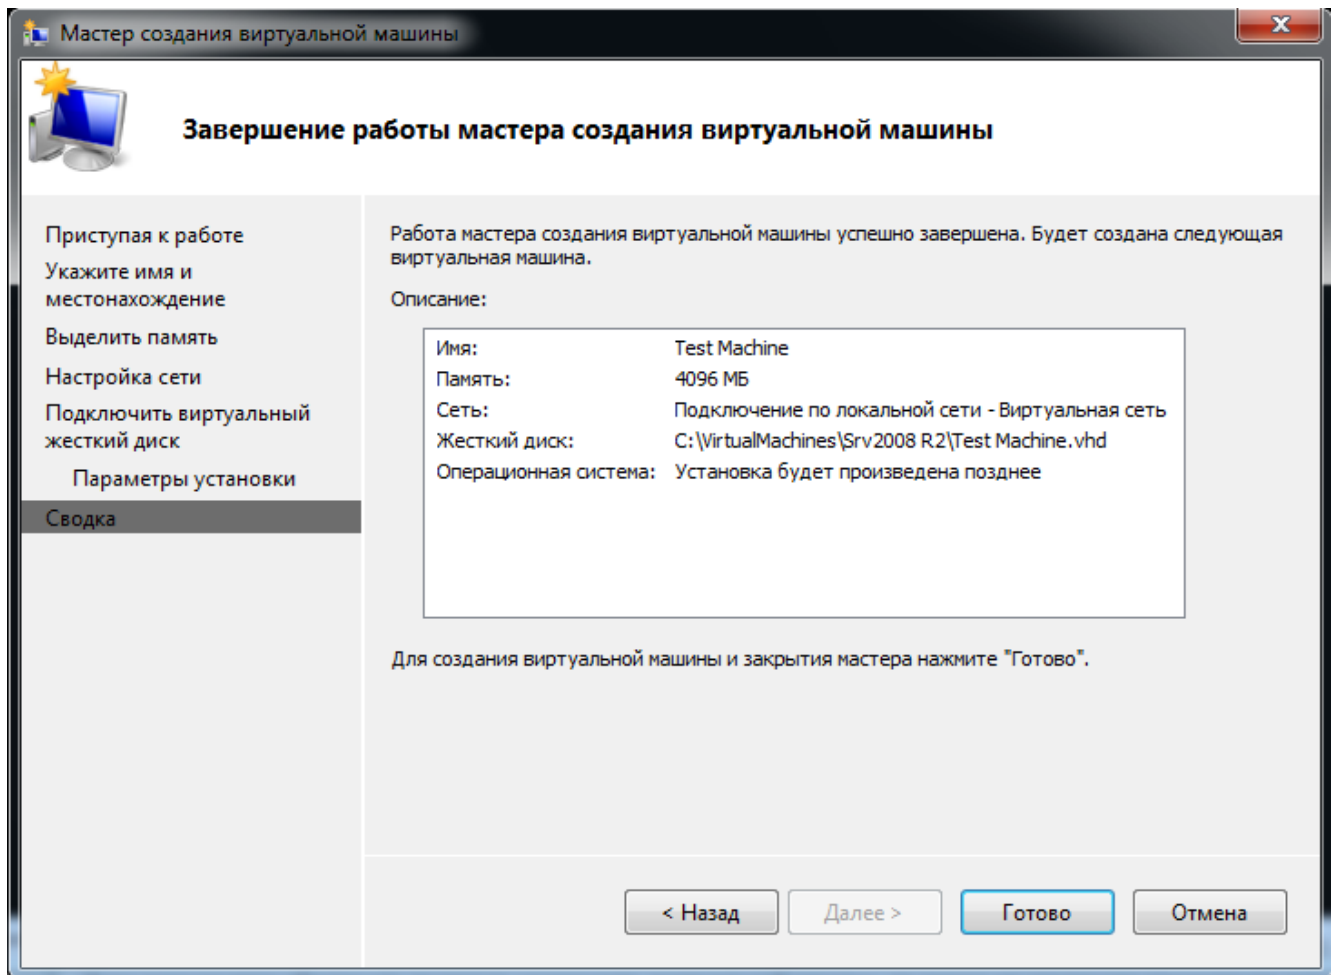 Мастер создания виртуальной машины
Завершение работы мастера создания виртуальной машины
Приступая к работе
Укажите имя и
местонахождение
Выделить память
Настройка сети
Подключить виртуальный
жесткий диск
Параметры установки
Сводка
Работа мастера создания виртуальной машины успешно завершена. Будет создана следующая
виртуальная машина.
Описание:
Имя: Test Machine
Память: 4096 МБ
Сеть: Подключение по локальной сети - Виртуальная сеть
Жесткий диск: C:\VirtualMachines\Srv2008 R2\Test Machine.vhd
Операционная система: Установка будет произведена позднее
Для создания виртуальной машины и закрытия мастера нажмите "Готово".
< Назад Далее > Готово Отмена